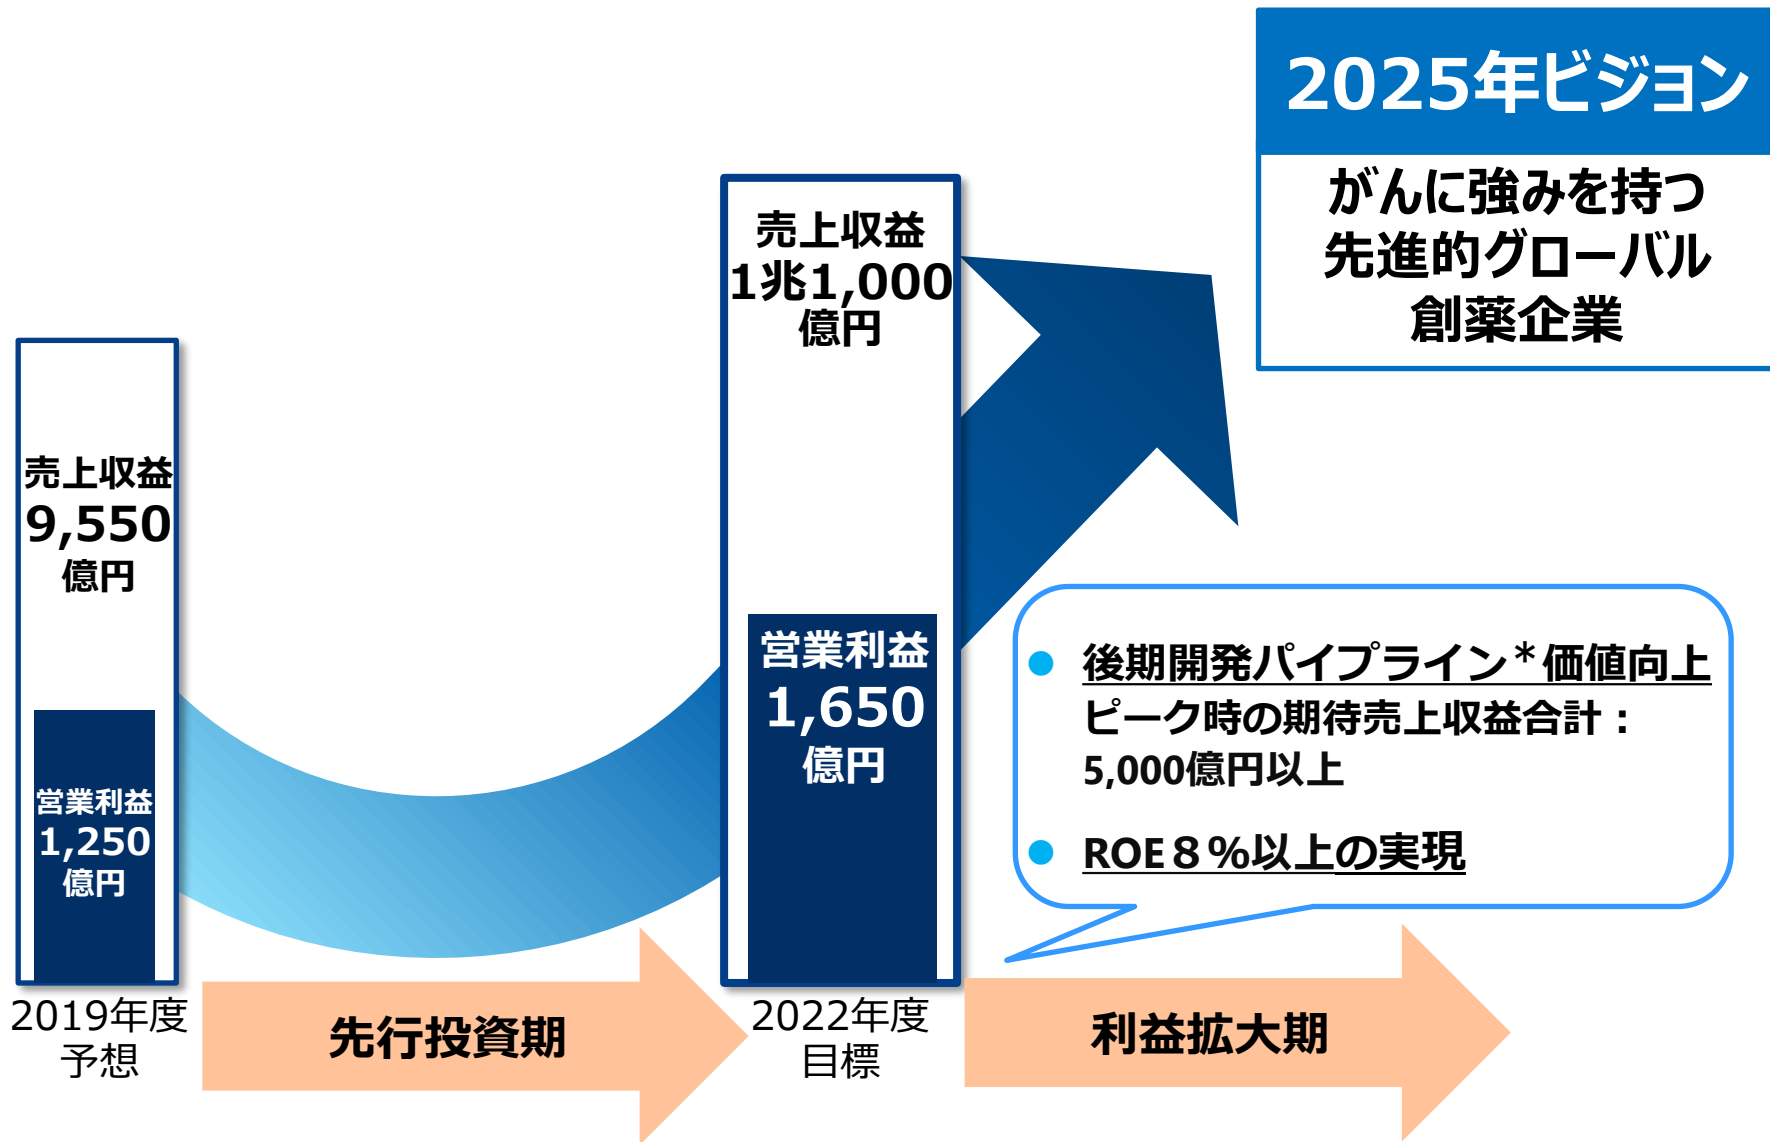 2025年ビジョン
がんに強みを持つ
先進的グローバル
創薬企業
売上収益
1兆1,000
億円
営業利益
1,650
億円
売上収益
9,550
億円
営業利益
1,250
億円
後期開発パイプライン＊価値向上
ピーク時の期待売上収益合計：
5,000億円以上
ROE８%以上の実現
2019年度
予想
先行投資期
2022年度
目標
利益拡大期